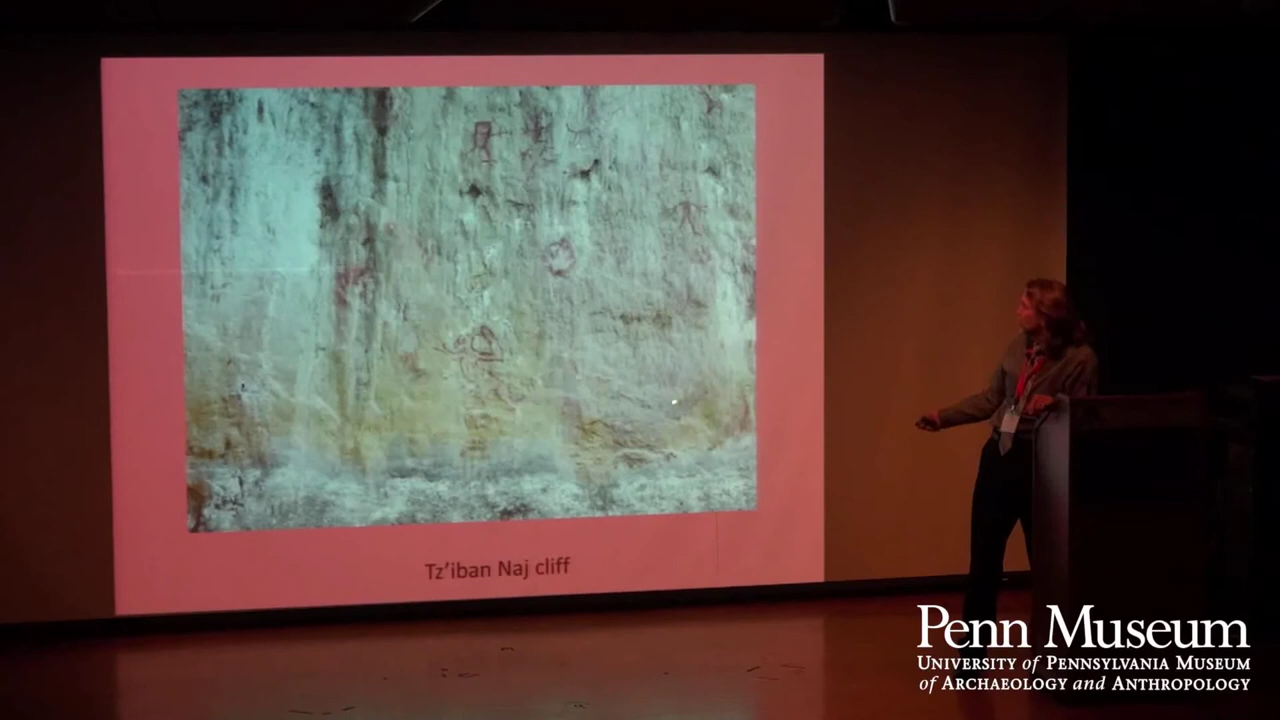 Tz'iban Naj cliff
Penn Museum
UNIVERSITY of PENNSYLVANIA MUSEUM
of ARCHAEOLOGY and ANTHROPOLOGY